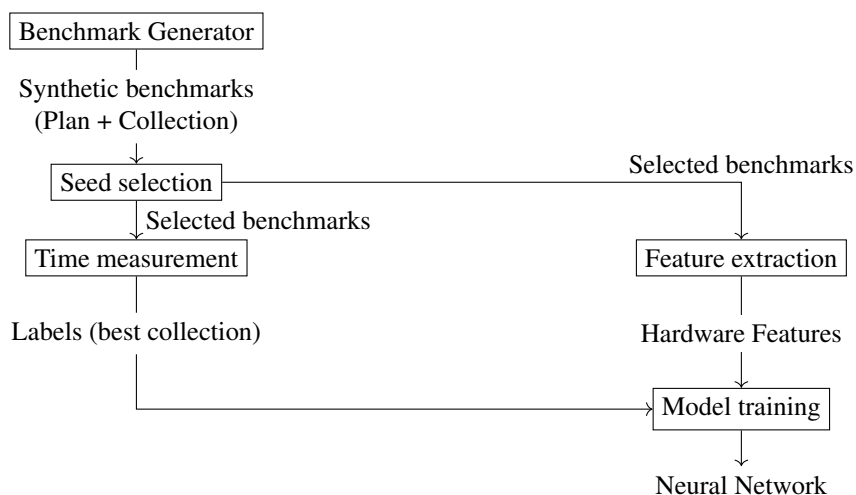 Benchmark Generator
Synthetic benchmarks
(Plan + Collection)
Selected benchmarks
Seed selection
Selected benchmarks
Time measurement
Feature extraction
Labels (best collection)
Hardware Features
Model training
Neural Network